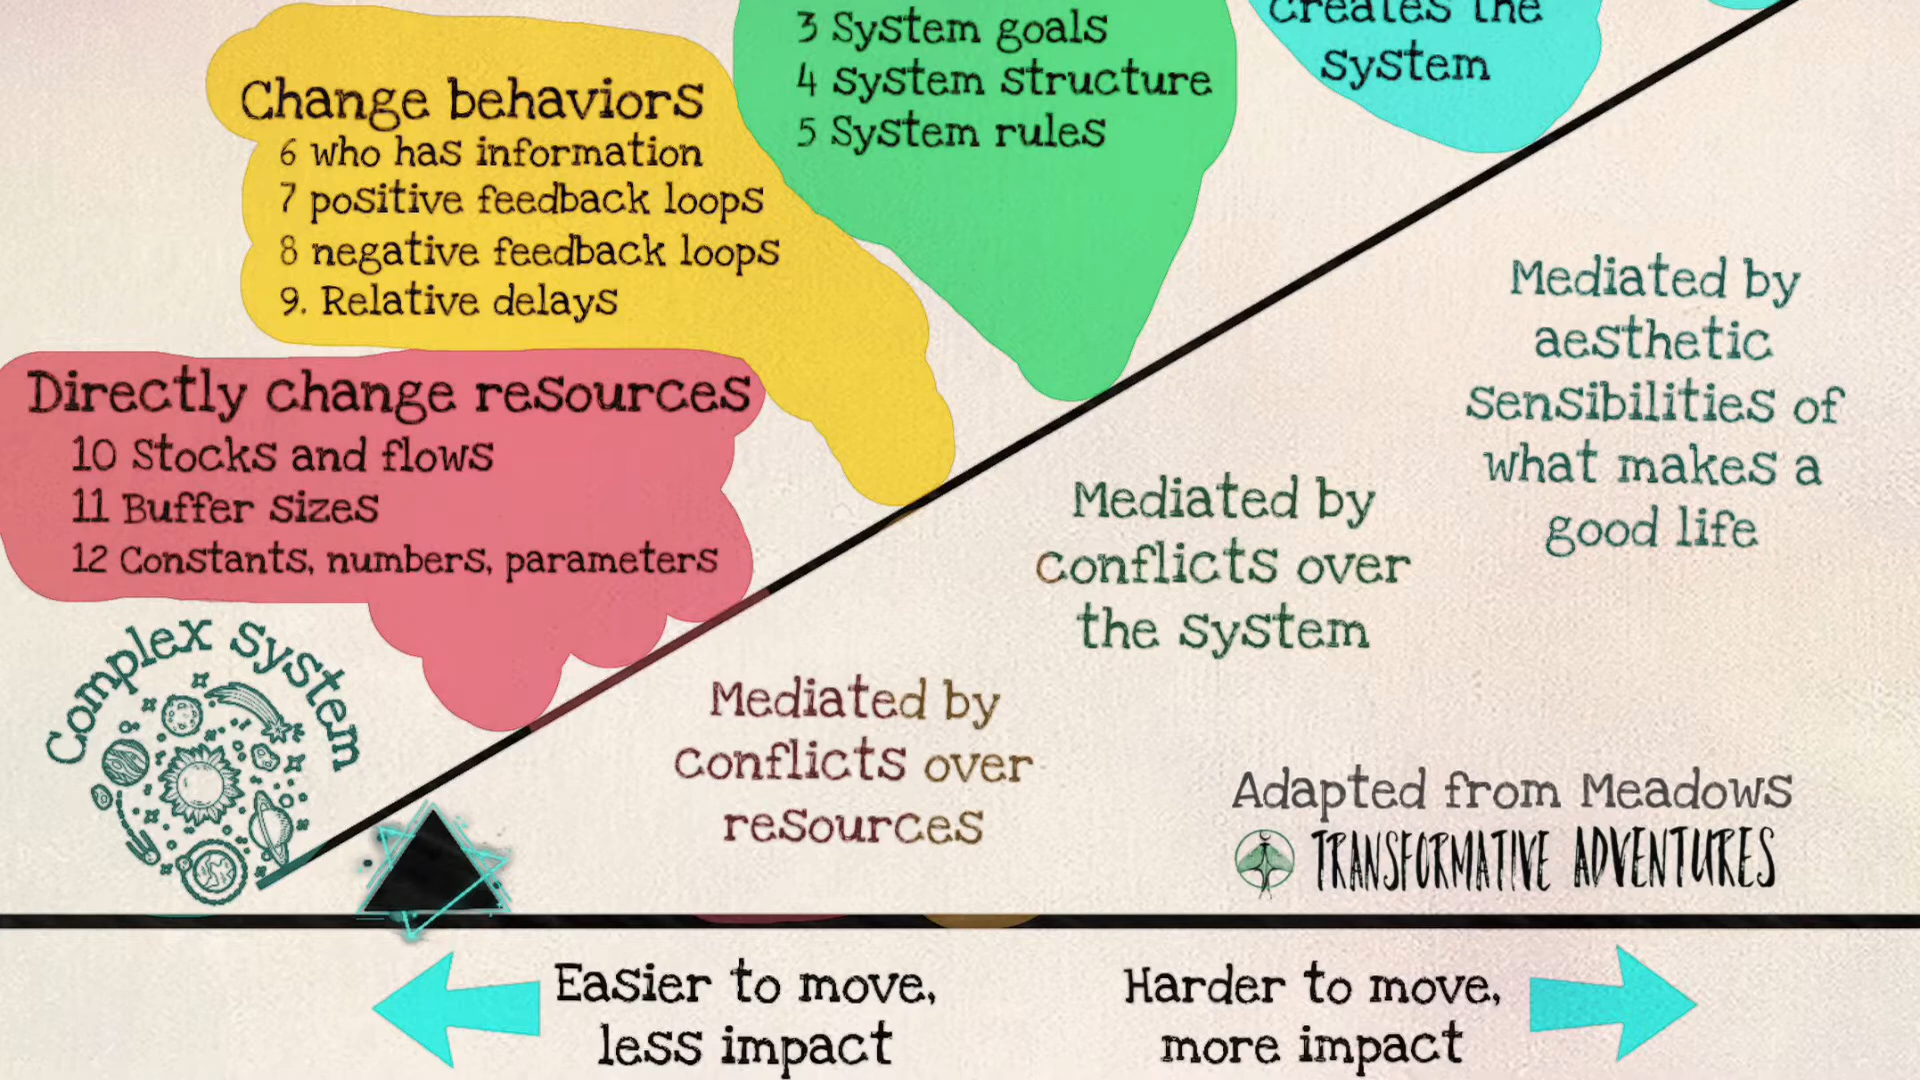 creates the
system
3 System goals
4 system structure
5 System rules
Change behaviors
6 who has information
7 positive feedback loops
8 negative feedback loops
9. Relative delays
Directly change resources
10 Stocks and flows
11 Buffer sizes
12 Constants, numbers, parameters
Complex System
Mediated by
aesthetic
sensibilities of
what makes a
good life
Mediated by
conflicts over
the system
Mediated by
conflicts over
resources
Adapted from Meadows
TRANSFORMATIVE ADVENTURES
Easier to move,
less impact
Harder to move,
more impact